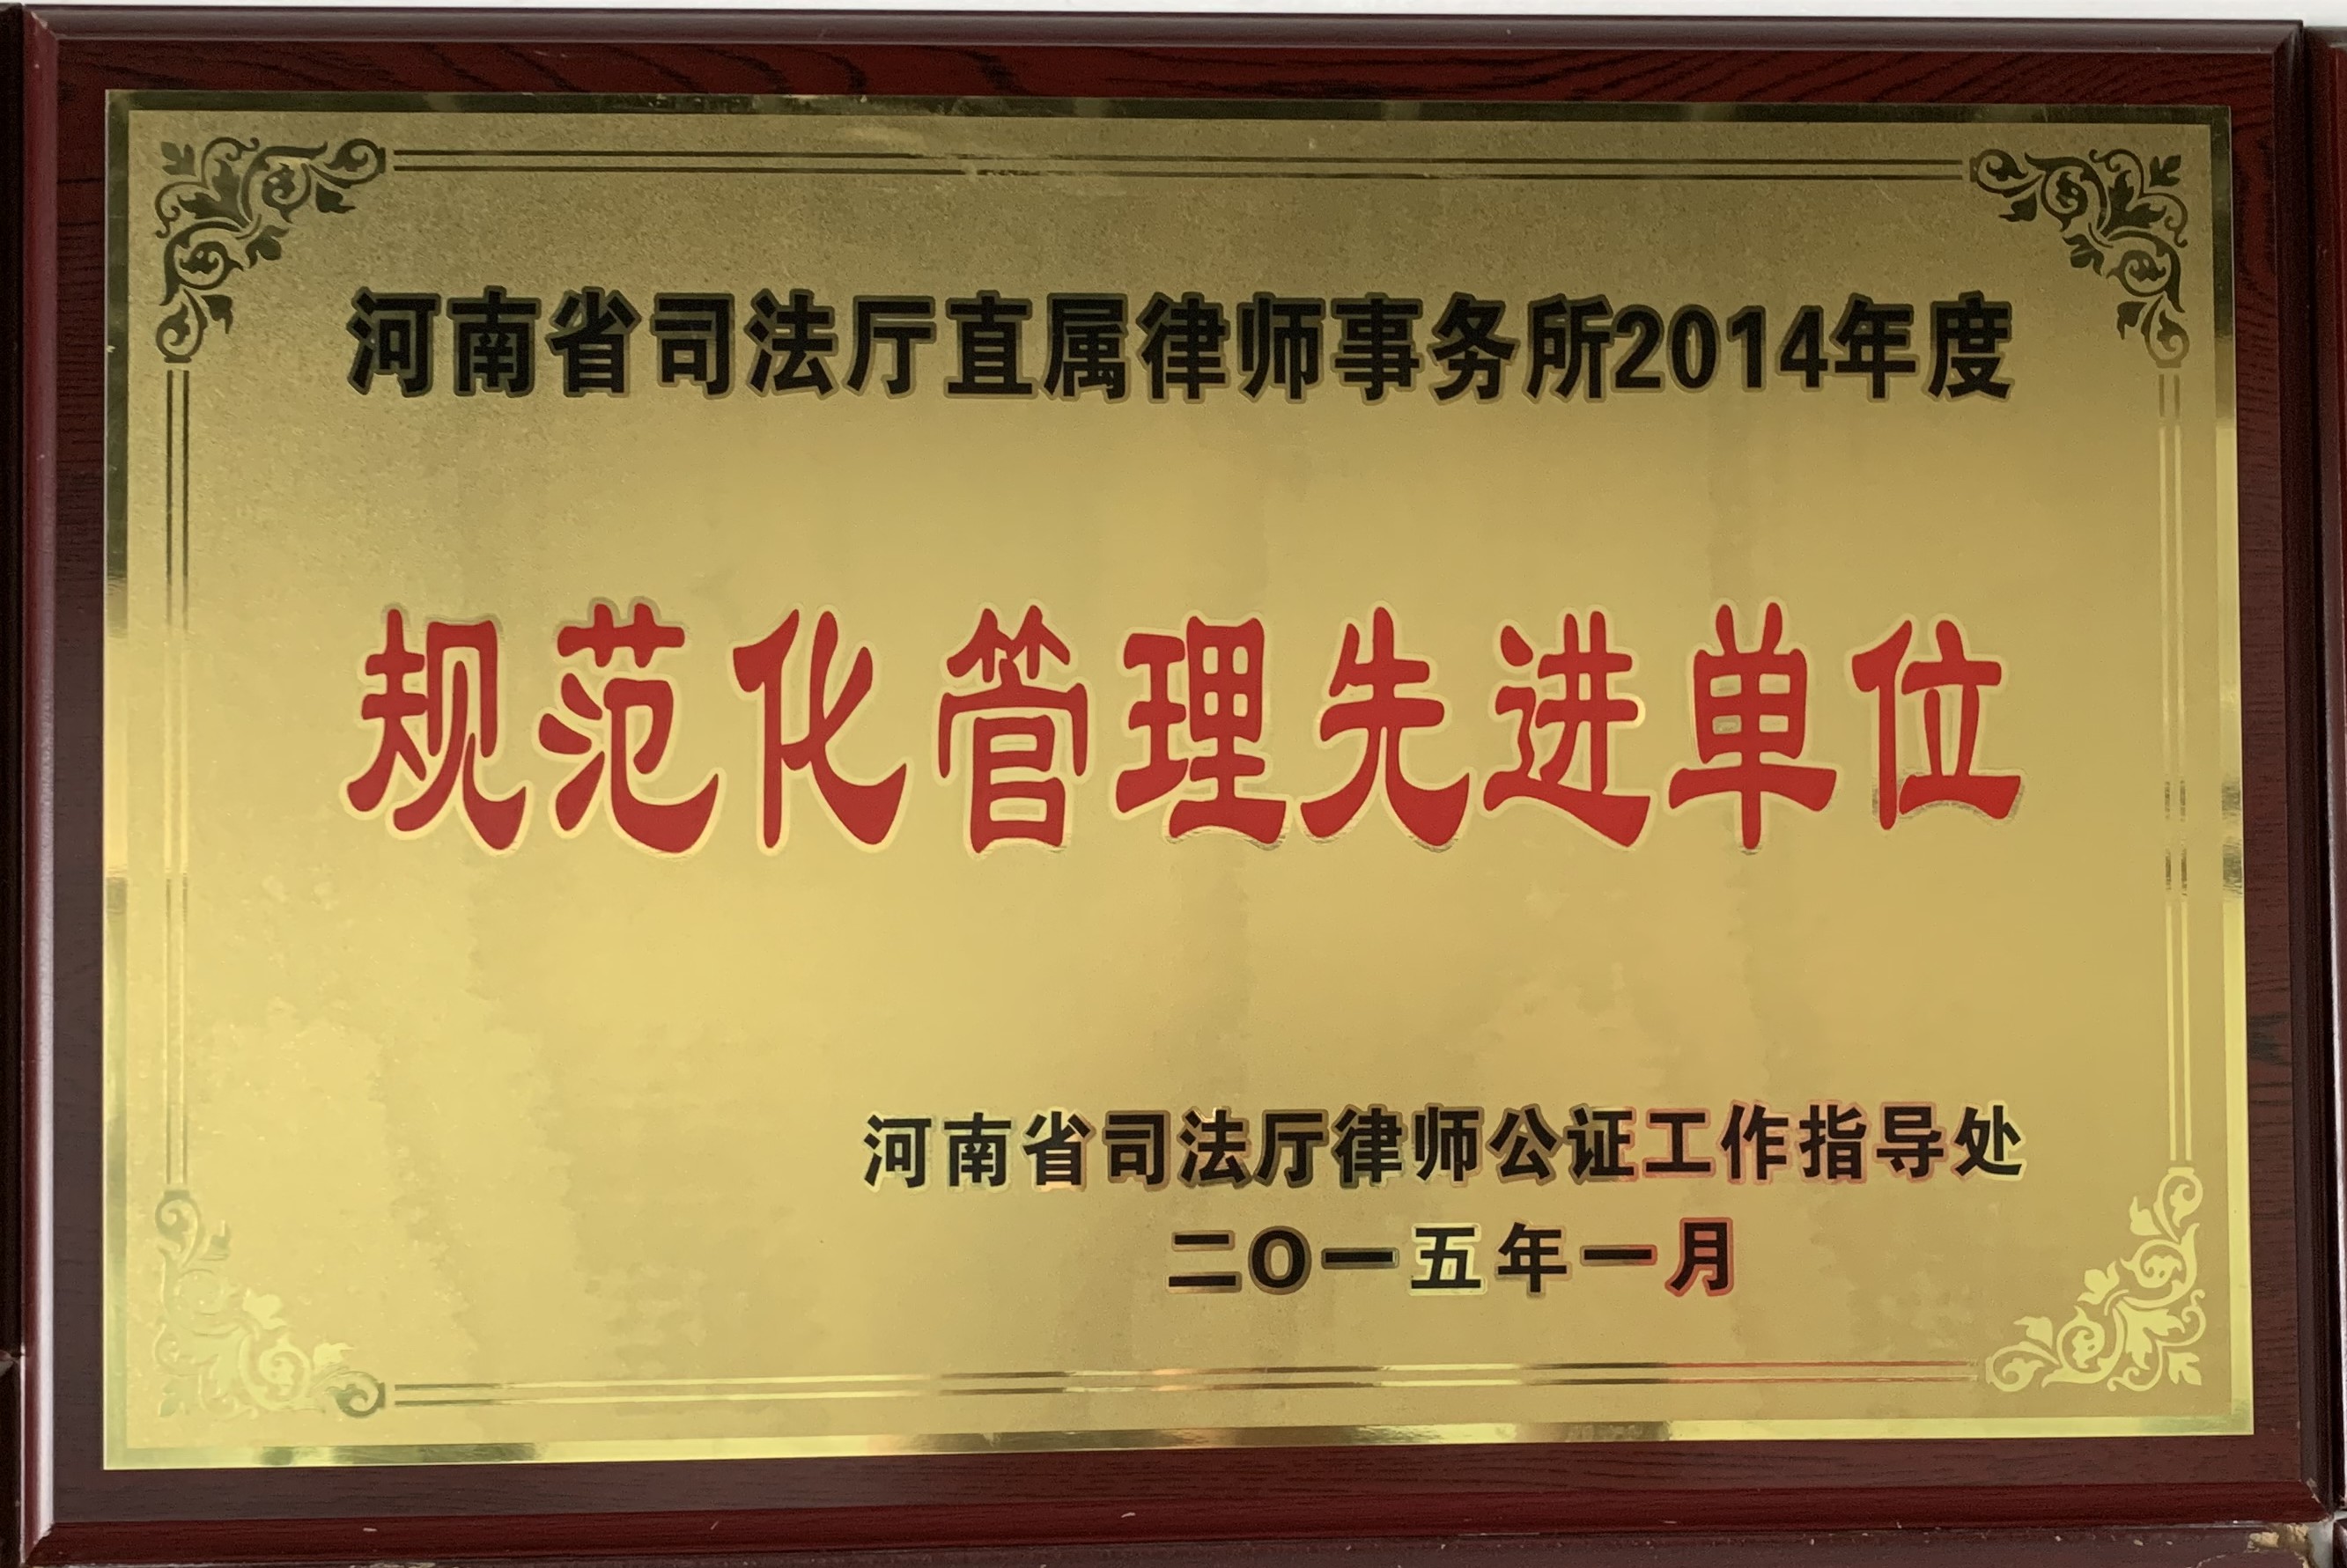 河南省司法厅直属律师事务所2014年度
规范化管理先进单位
河南省司法厅律师公证工作指导处
二〇一五年一月